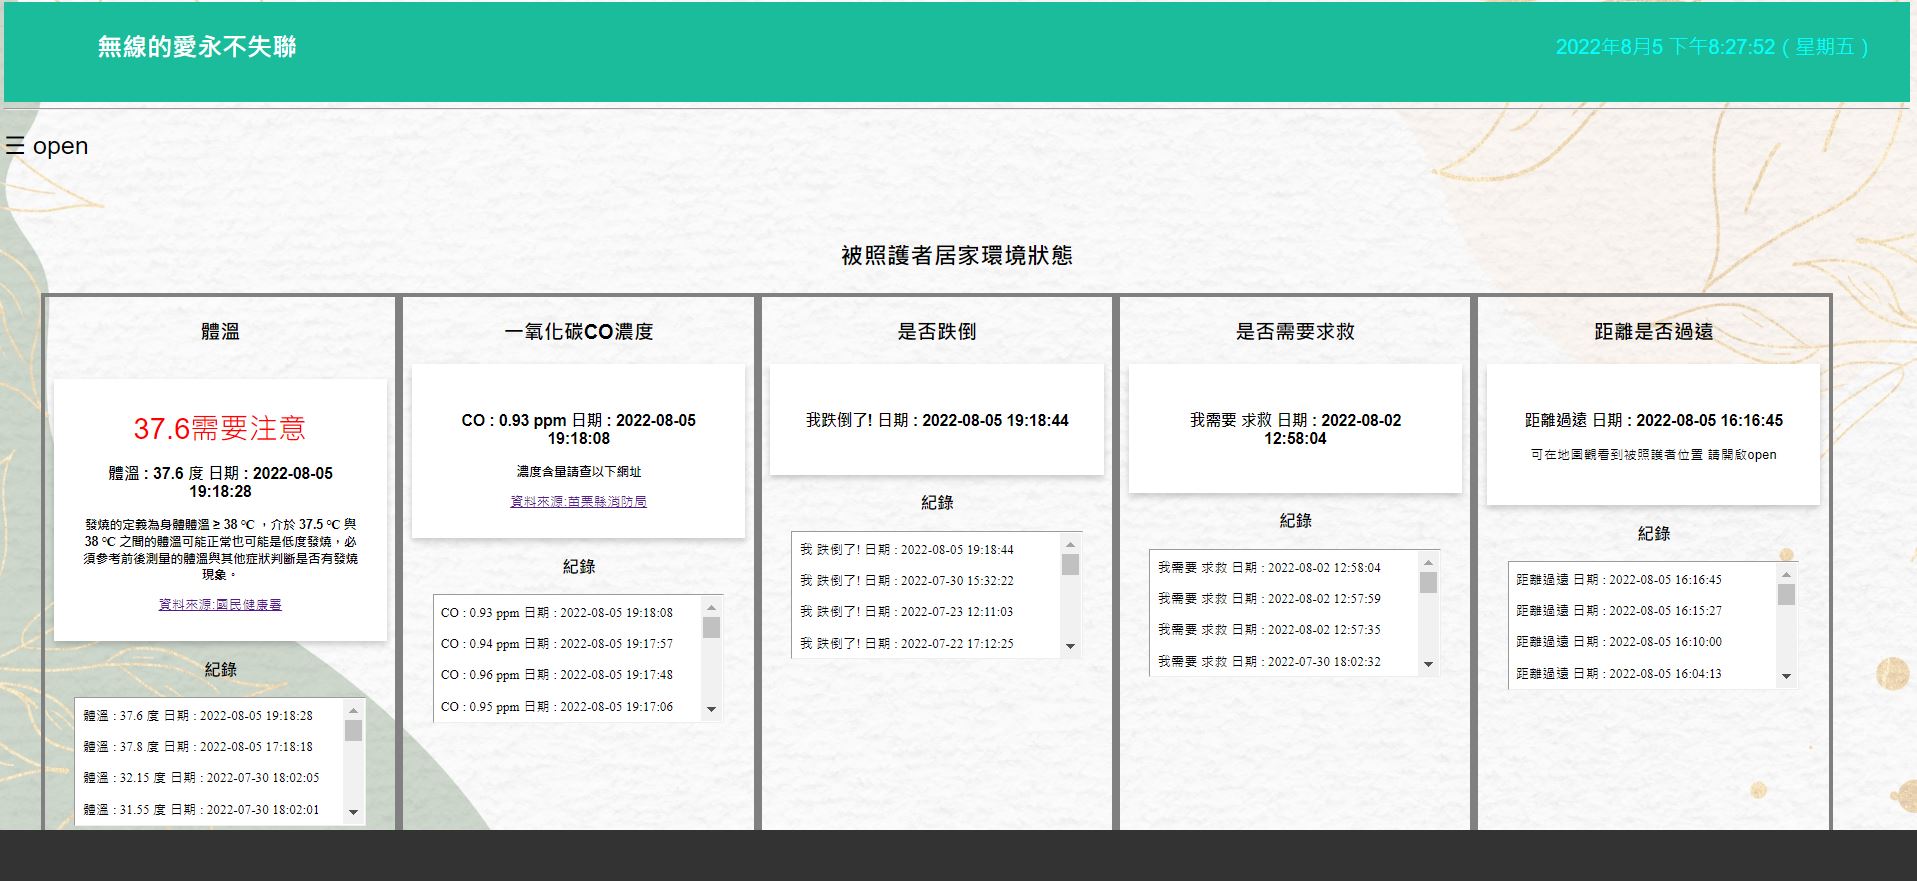 無線的愛永不失聯
2022年8月5 下午8:27:52 ( 星期五 )
☰ open
被照護者居家環境狀態
體溫
37.6需要注意
體溫 : 37.6 度 日期 : 2022-08-05
19:18:28
發燒的定義為身體體溫 ≥ 38 °C ，介於 37.5 °C 與
38 °C 之間的體溫可能正常也可能是低度發燒，必
須參考前後測量的體溫與其他症狀判斷是否有發燒
現象。
資料來源:國民健康署
紀錄
體溫 : 37.6 度 日期 : 2022-08-05 19:18:28
體溫 : 37.8 度 日期 : 2022-08-05 17:18:18
體溫 : 32.15 度 日期 : 2022-07-30 18:02:05
體溫 : 31.55 度 日期 : 2022-07-30 18:02:01
一氧化碳CO濃度
CO : 0.93 ppm 日期 : 2022-08-05
19:18:08
濃度含量請查以下網址
資料來源:苗栗縣消防局
紀錄
CO : 0.93 ppm 日期 : 2022-08-05 19:18:08
CO : 0.94 ppm 日期 : 2022-08-05 19:17:57
CO : 0.96 ppm 日期 : 2022-08-05 19:17:48
CO : 0.95 ppm 日期 : 2022-08-05 19:17:06
是否跌倒
我跌倒了! 日期 : 2022-08-05 19:18:44
紀錄
我 跌倒了! 日期 : 2022-08-05 19:18:44
我 跌倒了! 日期 : 2022-07-30 15:32:22
我 跌倒了! 日期 : 2022-07-23 12:11:03
我 跌倒了! 日期 : 2022-07-22 17:12:25
是否需要求救
我需要 求救 日期 : 2022-08-02
12:58:04
紀錄
我需要 求救 日期 : 2022-08-02 12:58:04
我需要 求救 日期 : 2022-08-02 12:57:59
我需要 求救 日期 : 2022-08-02 12:57:35
我需要 求救 日期 : 2022-07-30 18:02:32
距離是否過遠
距離過遠 日期 : 2022-08-05 16:16:45
可在地圖觀看到被照護者位置 請開啟open
紀錄
距離過遠 日期 : 2022-08-05 16:16:45
距離過遠 日期 : 2022-08-05 16:15:27
距離過遠 日期 : 2022-08-05 16:10:00
距離過遠 日期 : 2022-08-05 16:04:13